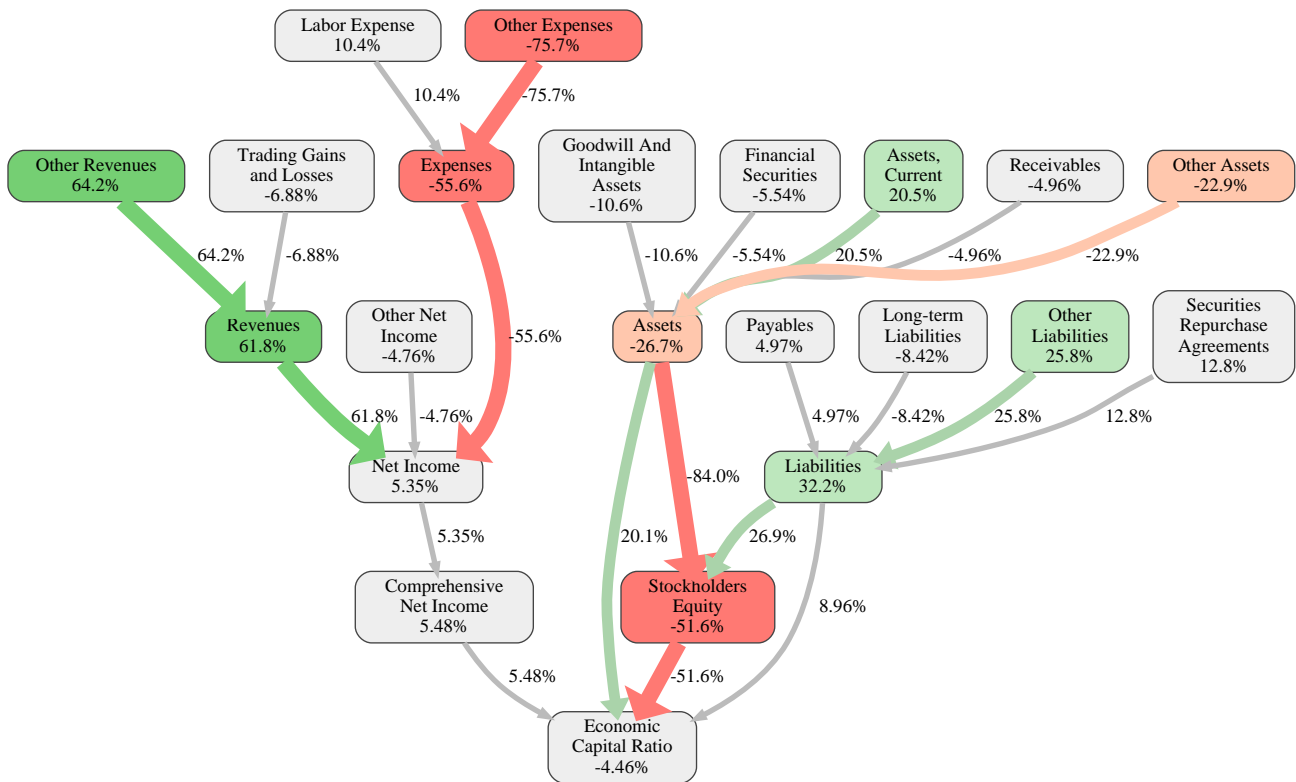 Labor Expense
10.4%
Other Expenses
-75.7%
10.4%
-75.7%
Other Revenues
64.2%
Trading Gains
and Losses
-6.88%
Expenses
-55.6%
Goodwill And
Intangible
Assets
-10.6%
Financial
Securities
-5.54%
Assets,
Current
20.5%
Receivables
-4.96%
Other Assets
-22.9%
64.2%
-6.88%
-10.6%
-5.54%
20.5%
-4.96%
-22.9%
Revenues
61.8%
Other Net
Income
-4.76%
-55.6%
Assets
-26.7%
Payables
4.97%
Long-term
Liabilities
-8.42%
Other
Liabilities
25.8%
Securities
Repurchase
Agreements
12.8%
61.8%
-4.76%
4.97%
-8.42%
25.8%
12.8%
Net Income
5.35%
-84.0%
Liabilities
32.2%
5.35%
20.1%
26.9%
Comprehensive
Net Income
5.48%
Stockholders
Equity
-51.6%
8.96%
5.48%
-51.6%
Economic
Capital Ratio
-4.46%